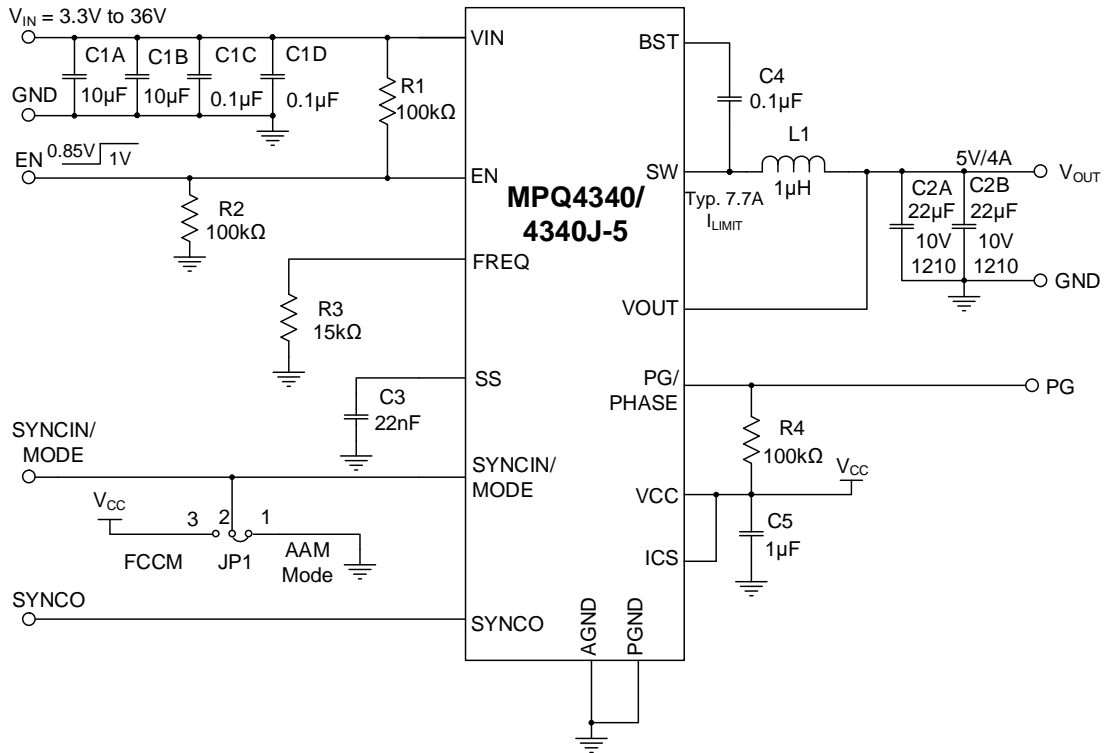 V_IN = 3.3V to 36V
C1A
10µF
C1B
10µF
C1C
0.1µF
C1D
0.1µF
R1
100kΩ
GND
EN
0.85V
1V
R2
100kΩ
R3
15kΩ
C3
22nF
SYNCIN/
MODE
V_CC
3
2
1
FCCM
JP1
AAM
Mode
SYNCO
VIN
EN
FREQ
SS
SYNCIN/
MODE
SYNCO
MPQ4340/
4340J-5
AGND
PGND
BST
SW
VOUT
PG/
PHASE
VCC
ICS
C4
0.1µF
L1
1µH
Typ. 7.7A
I_LIMIT
5V/4A
V_OUT
C2A
22µF
10V
1210
C2B
22µF
10V
1210
GND
PG
R4
100kΩ
V_CC
C5
1µF